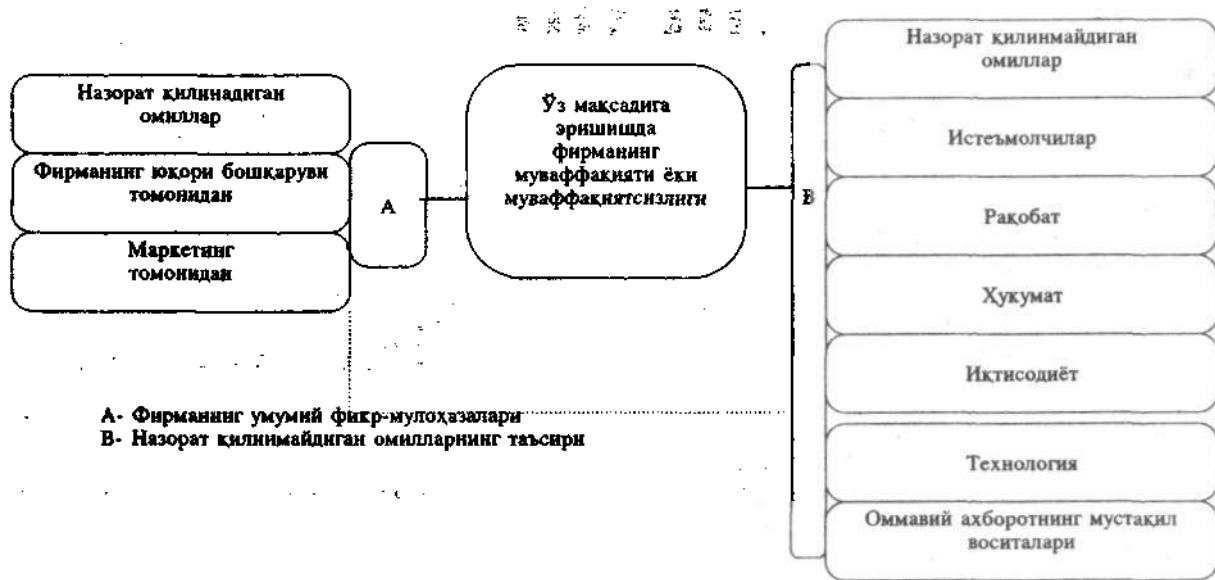 Назорат қилинадиган
омиллар
Фирманинг юқори бошқаруви
томонидан
Маркетинг
томонидан
А
Ўз мақсадига
эришишда
фирманинг
муваффақияти ёки
муваффақиятсизлиги
В
Назорат қилинмайдиган
омиллар
Истеъмолчилар
Рақобат
Ҳукумат
Иқтисодиёт
Технология
Оммавий ахборотнинг мустақил
воситалари
А- Фирманинг умумий фикр-мулоҳазалари
В- Назорат қилинмайдиган омилларнинг таъсири